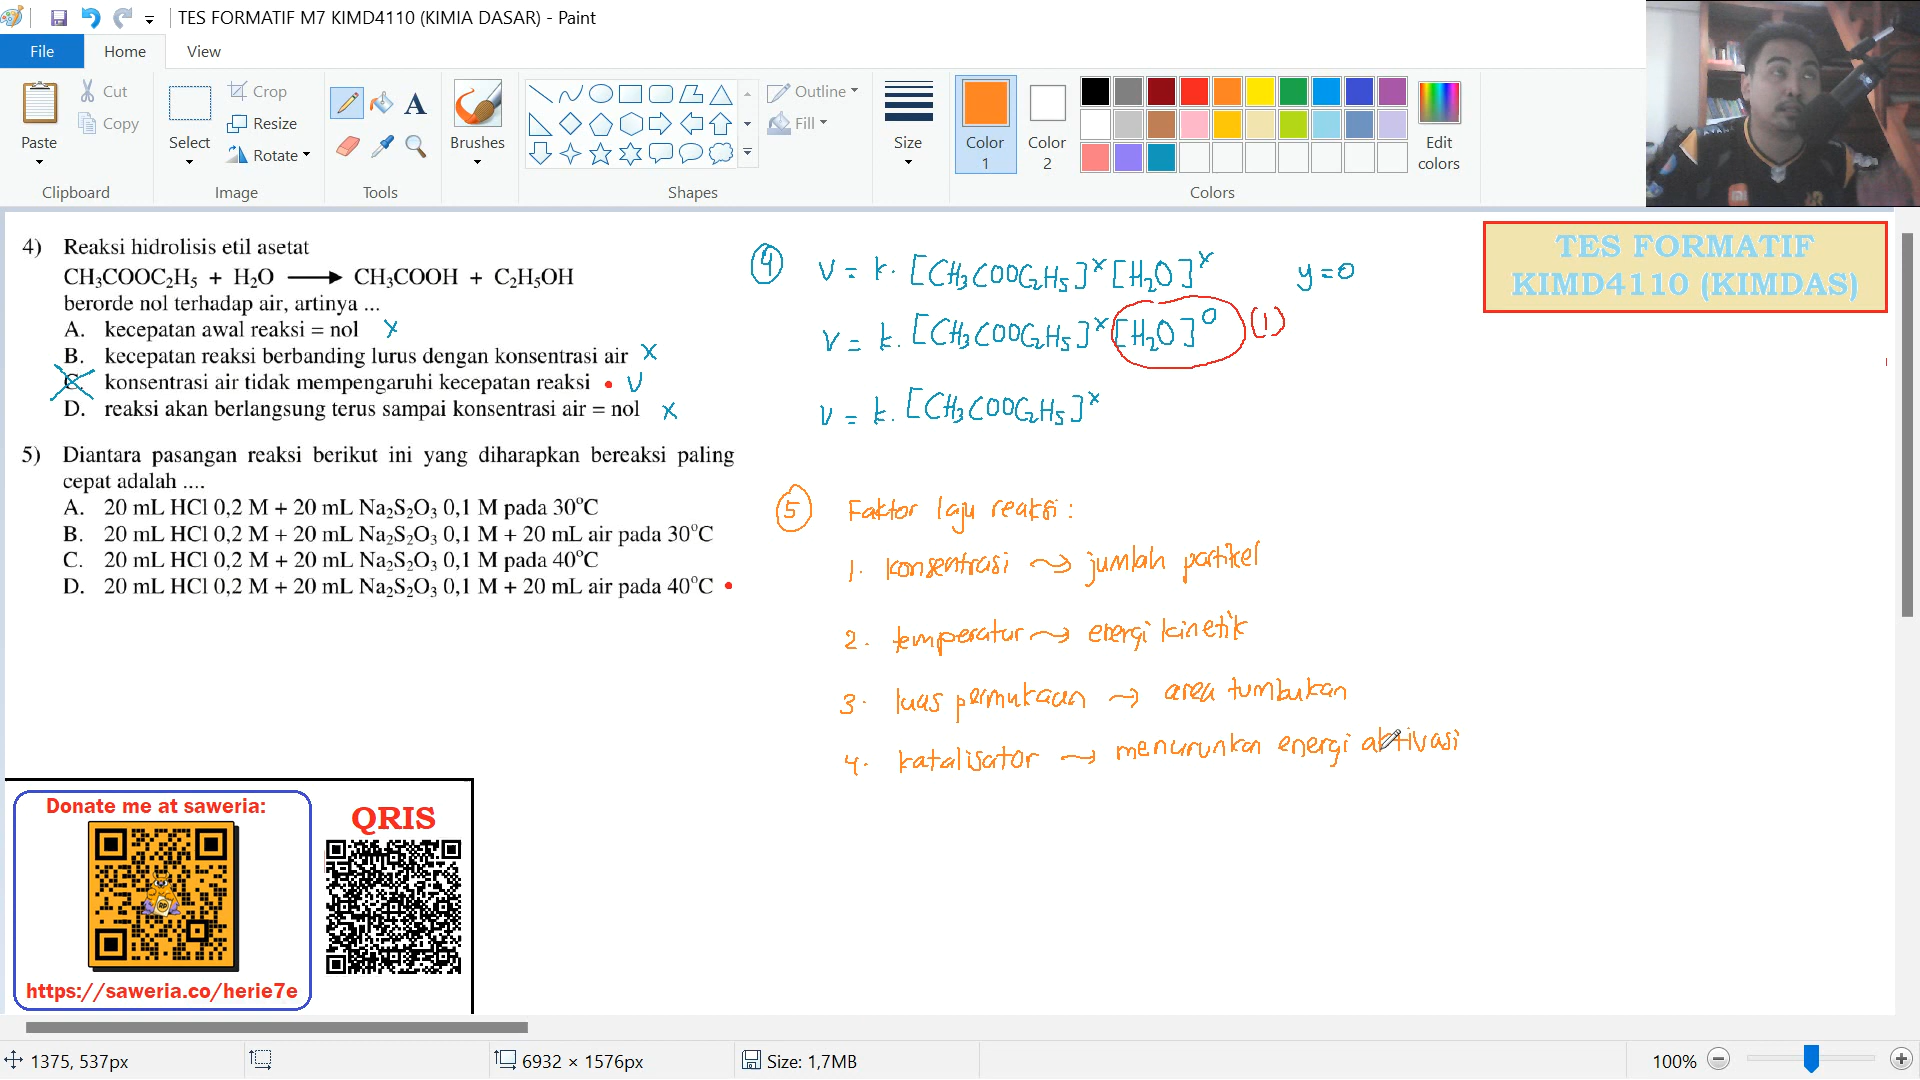 TES FORMATIF M7 KIMD4110 (KIMIA DASAR) - Paint
File Home View
Paste
Cut
Copy
Clipboard
Select
Crop
Resize
Rotate
Image
Tools
Brushes
Shapes
Outline
Fill
Size
Color 1
Color 2
Colors
Edit colors
TES FORMATIF
KIMD4110 (KIMDAS)
4) Reaksi hidrolisis etil asetat
CH₃COOC₂H₅ + H₂O ⟶ CH₃COOH + C₂H₅OH
berorde nol terhadap air, artinya ...
A. kecepatan awal reaksi = nol x
B. kecepatan reaksi berbanding lurus dengan konsentrasi air x
C. konsentrasi air tidak mempengaruhi kecepatan reaksi • v
D. reaksi akan berlangsung terus sampai konsentrasi air = nol x
5) Diantara pasangan reaksi berikut ini yang diharapkan bereaksi paling
cepat adalah ....
A. 20 mL HCl 0,2 M + 20 mL Na₂S₂O₃ 0,1 M pada 30°C
B. 20 mL HCl 0,2 M + 20 mL Na₂S₂O₃ 0,1 M + 20 mL air pada 30°C
C. 20 mL HCl 0,2 M + 20 mL Na₂S₂O₃ 0,1 M pada 40°C
D. 20 mL HCl 0,2 M + 20 mL Na₂S₂O₃ 0,1 M + 20 mL air pada 40°C •
4 v = k. [CH₃COOC₂H₅]ˣ [H₂O]ˣ y = 0
v = k. [CH₃COOC₂H₅]ˣ [H₂O]⁰ (1)
v = k. [CH₃COOC₂H₅]ˣ
5 Faktor laju reaksi :
1. konsentrasi → jumlah partikel
2. temperatur → energi kinetik
3. luas permukaan → area tumbukan
4. katalisator → menurunkan energi aktivasi
Donate me at saweria:
https://saweria.co/herie7e
QRIS
1375, 537px
6932 × 1576px
Size: 1,7MB
100%